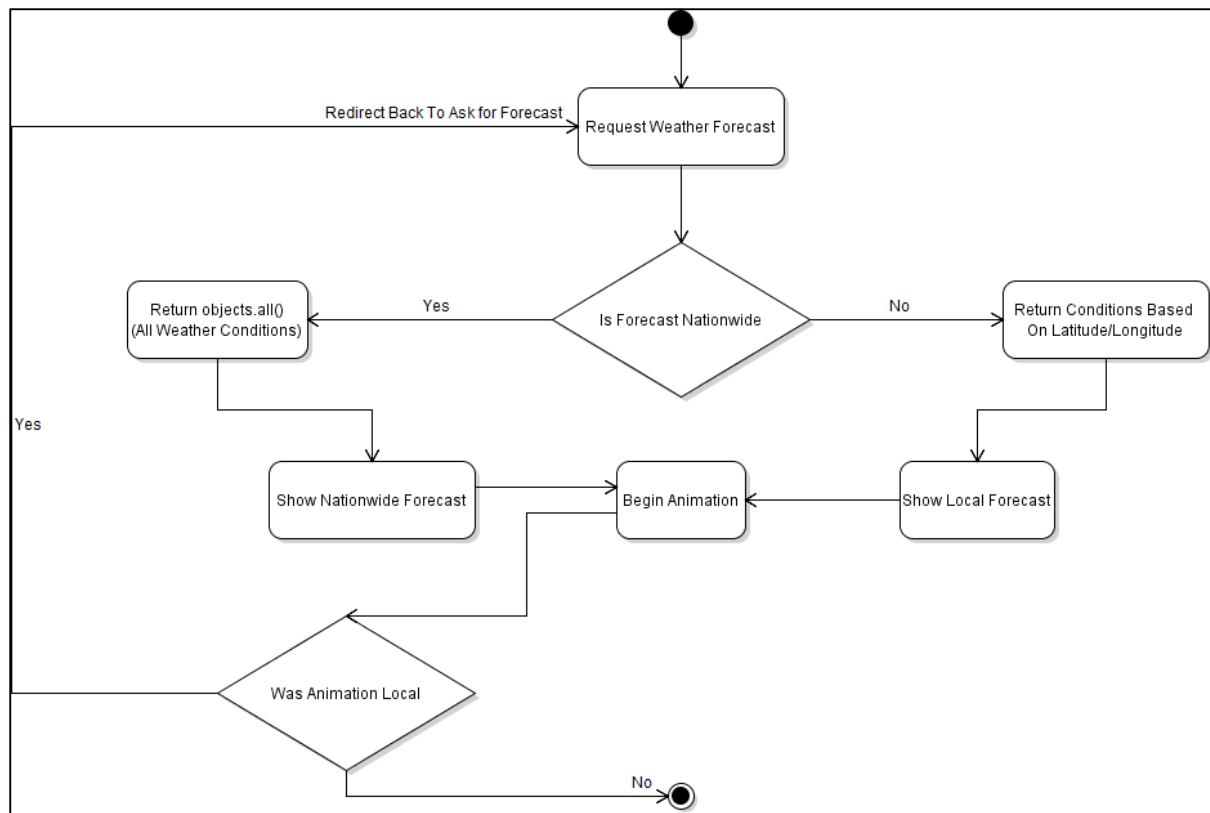 Redirect Back To Ask for Forecast
Request Weather Forecast
Return objects.all()
(All Weather Conditions)
Yes
Is Forecast Nationwide
No
Return Conditions Based
On Latitude/Longitude
Yes
Show Nationwide Forecast
Begin Animation
Show Local Forecast
Was Animation Local
No